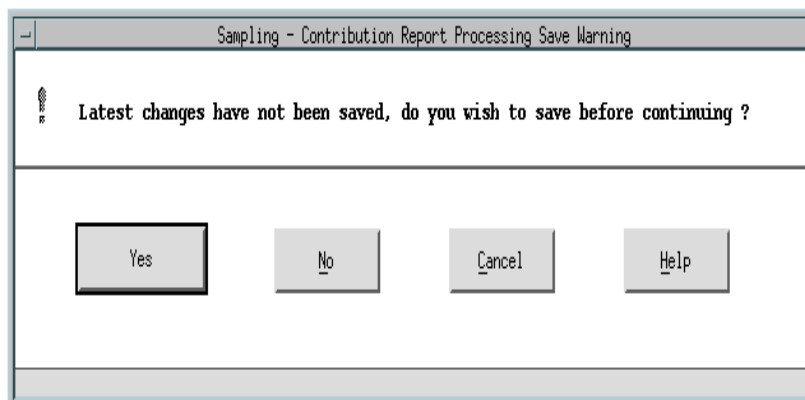 Sampling - Contribution Report Processing Save Warning
Latest changes have not been saved, do you wish to save before continuing ?
Yes
No
Cancel
Help